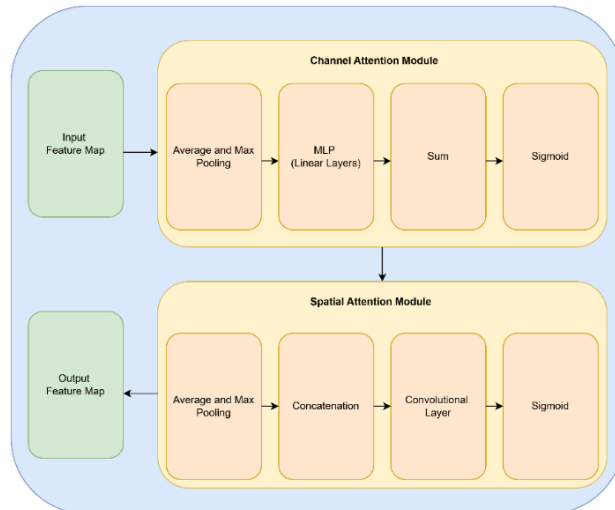 Channel Attention Module
Input
Feature Map
Average and Max
Pooling
MLP
(Linear Layers)
Sum
Sigmoid
Spatial Attention Module
Output
Feature Map
Average and Max
Pooling
Concatenation
Convolutional
Layer
Sigmoid